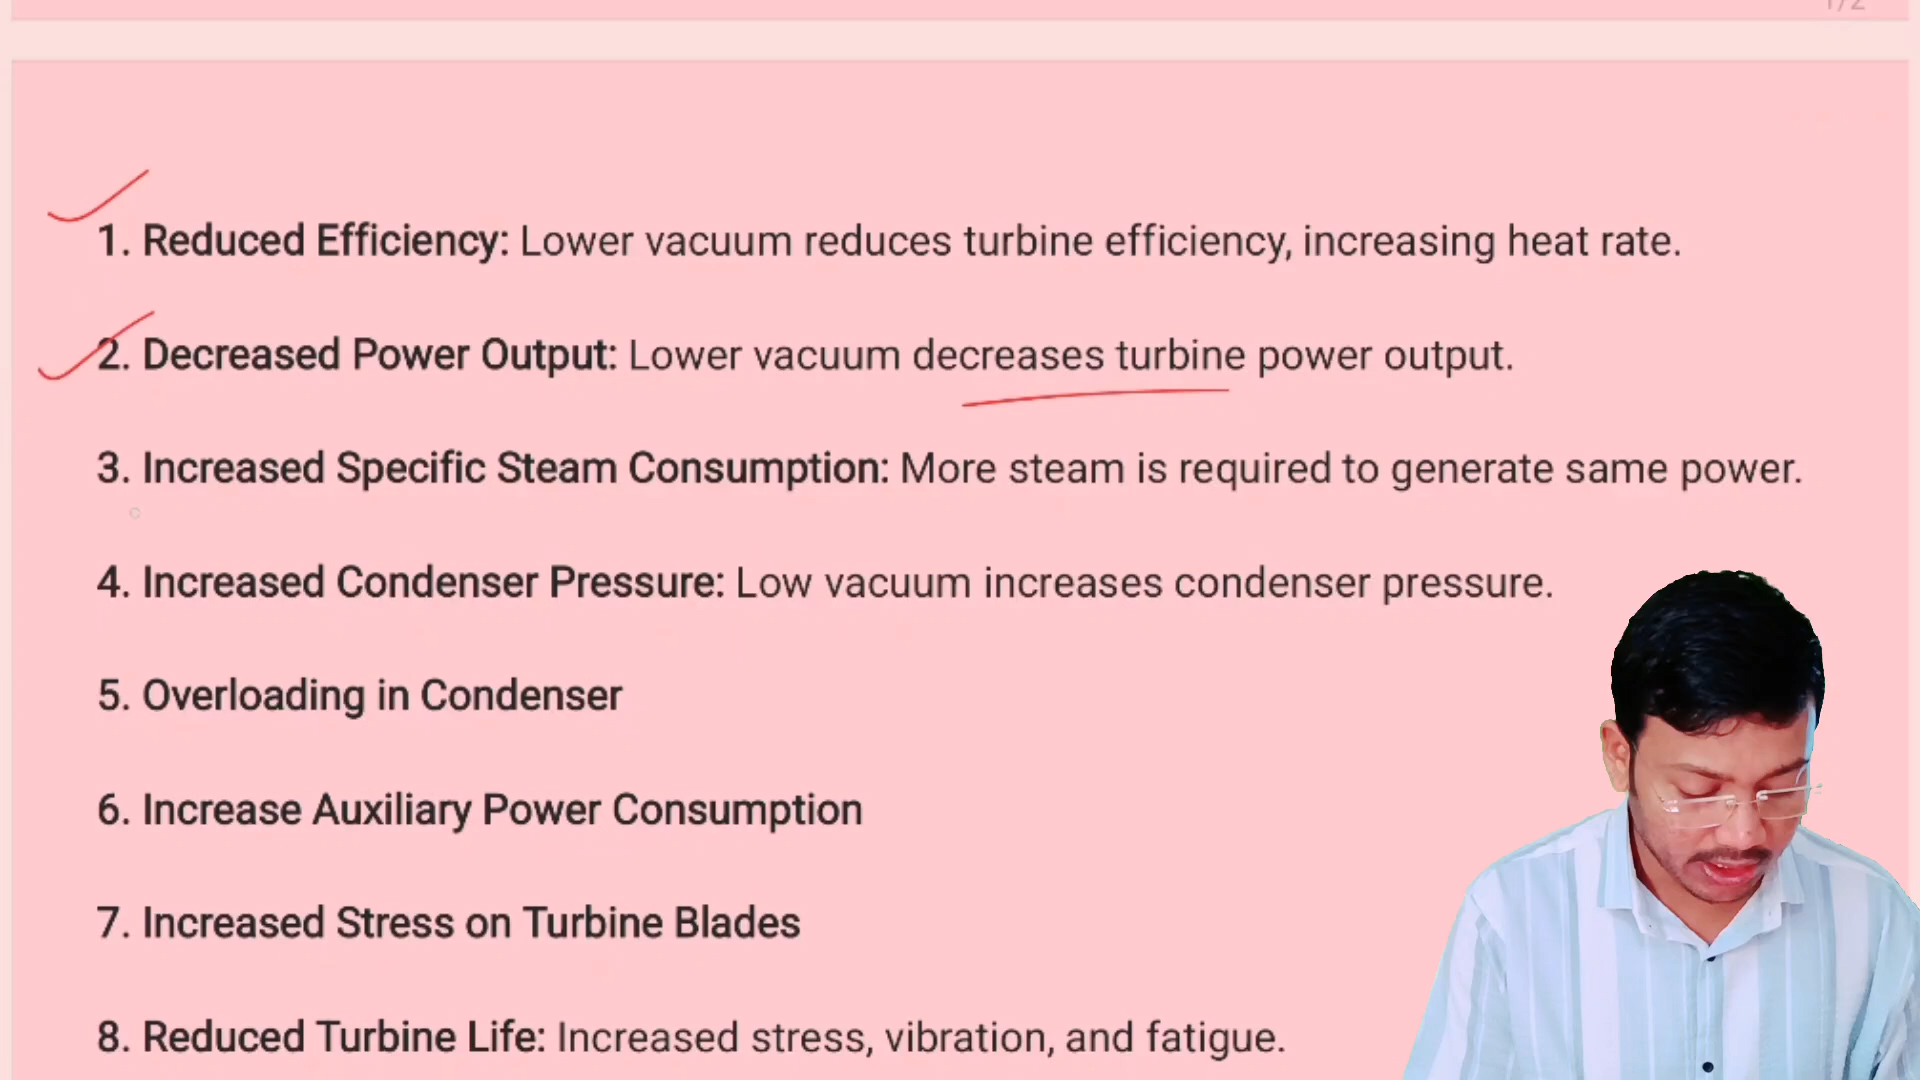 1/2
1. Reduced Efficiency: Lower vacuum reduces turbine efficiency, increasing heat rate.
2. Decreased Power Output: Lower vacuum decreases turbine power output.
3. Increased Specific Steam Consumption: More steam is required to generate same power.
4. Increased Condenser Pressure: Low vacuum increases condenser pressure.
5. Overloading in Condenser
6. Increase Auxiliary Power Consumption
7. Increased Stress on Turbine Blades
8. Reduced Turbine Life: Increased stress, vibration, and fatigue.